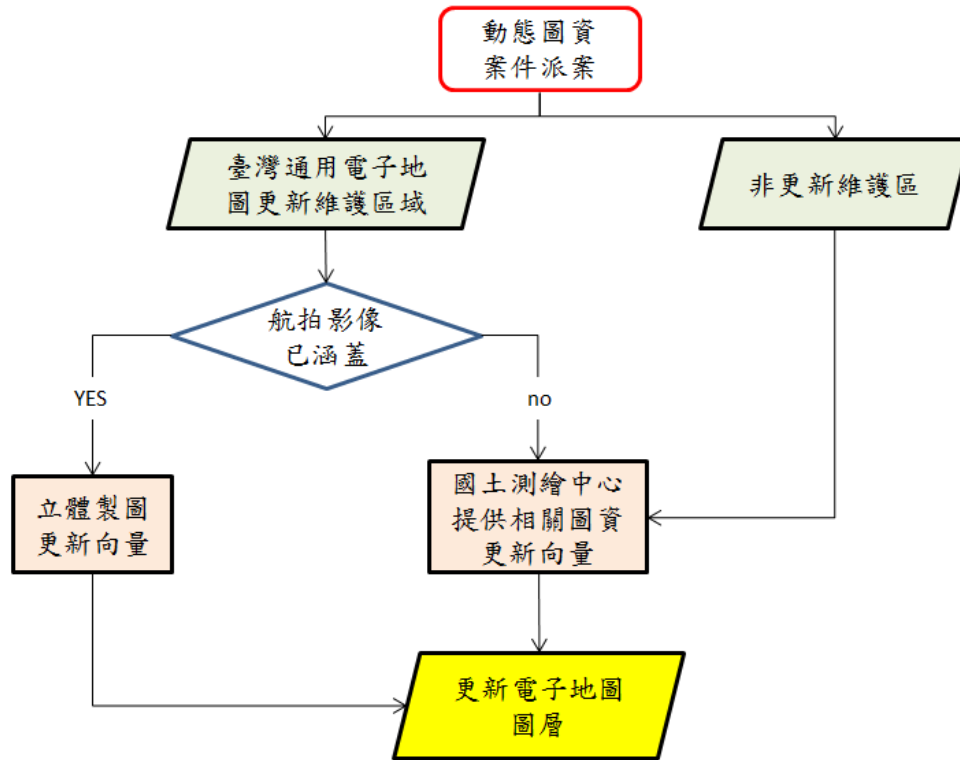 動態圖資
案件派案
臺灣通用電子地
圖更新維護區域
非更新維護區
航拍影像
已涵蓋
YES
no
立體製圖
更新向量
國土測繪中心
提供相關圖資
更新向量
更新電子地圖
圖層